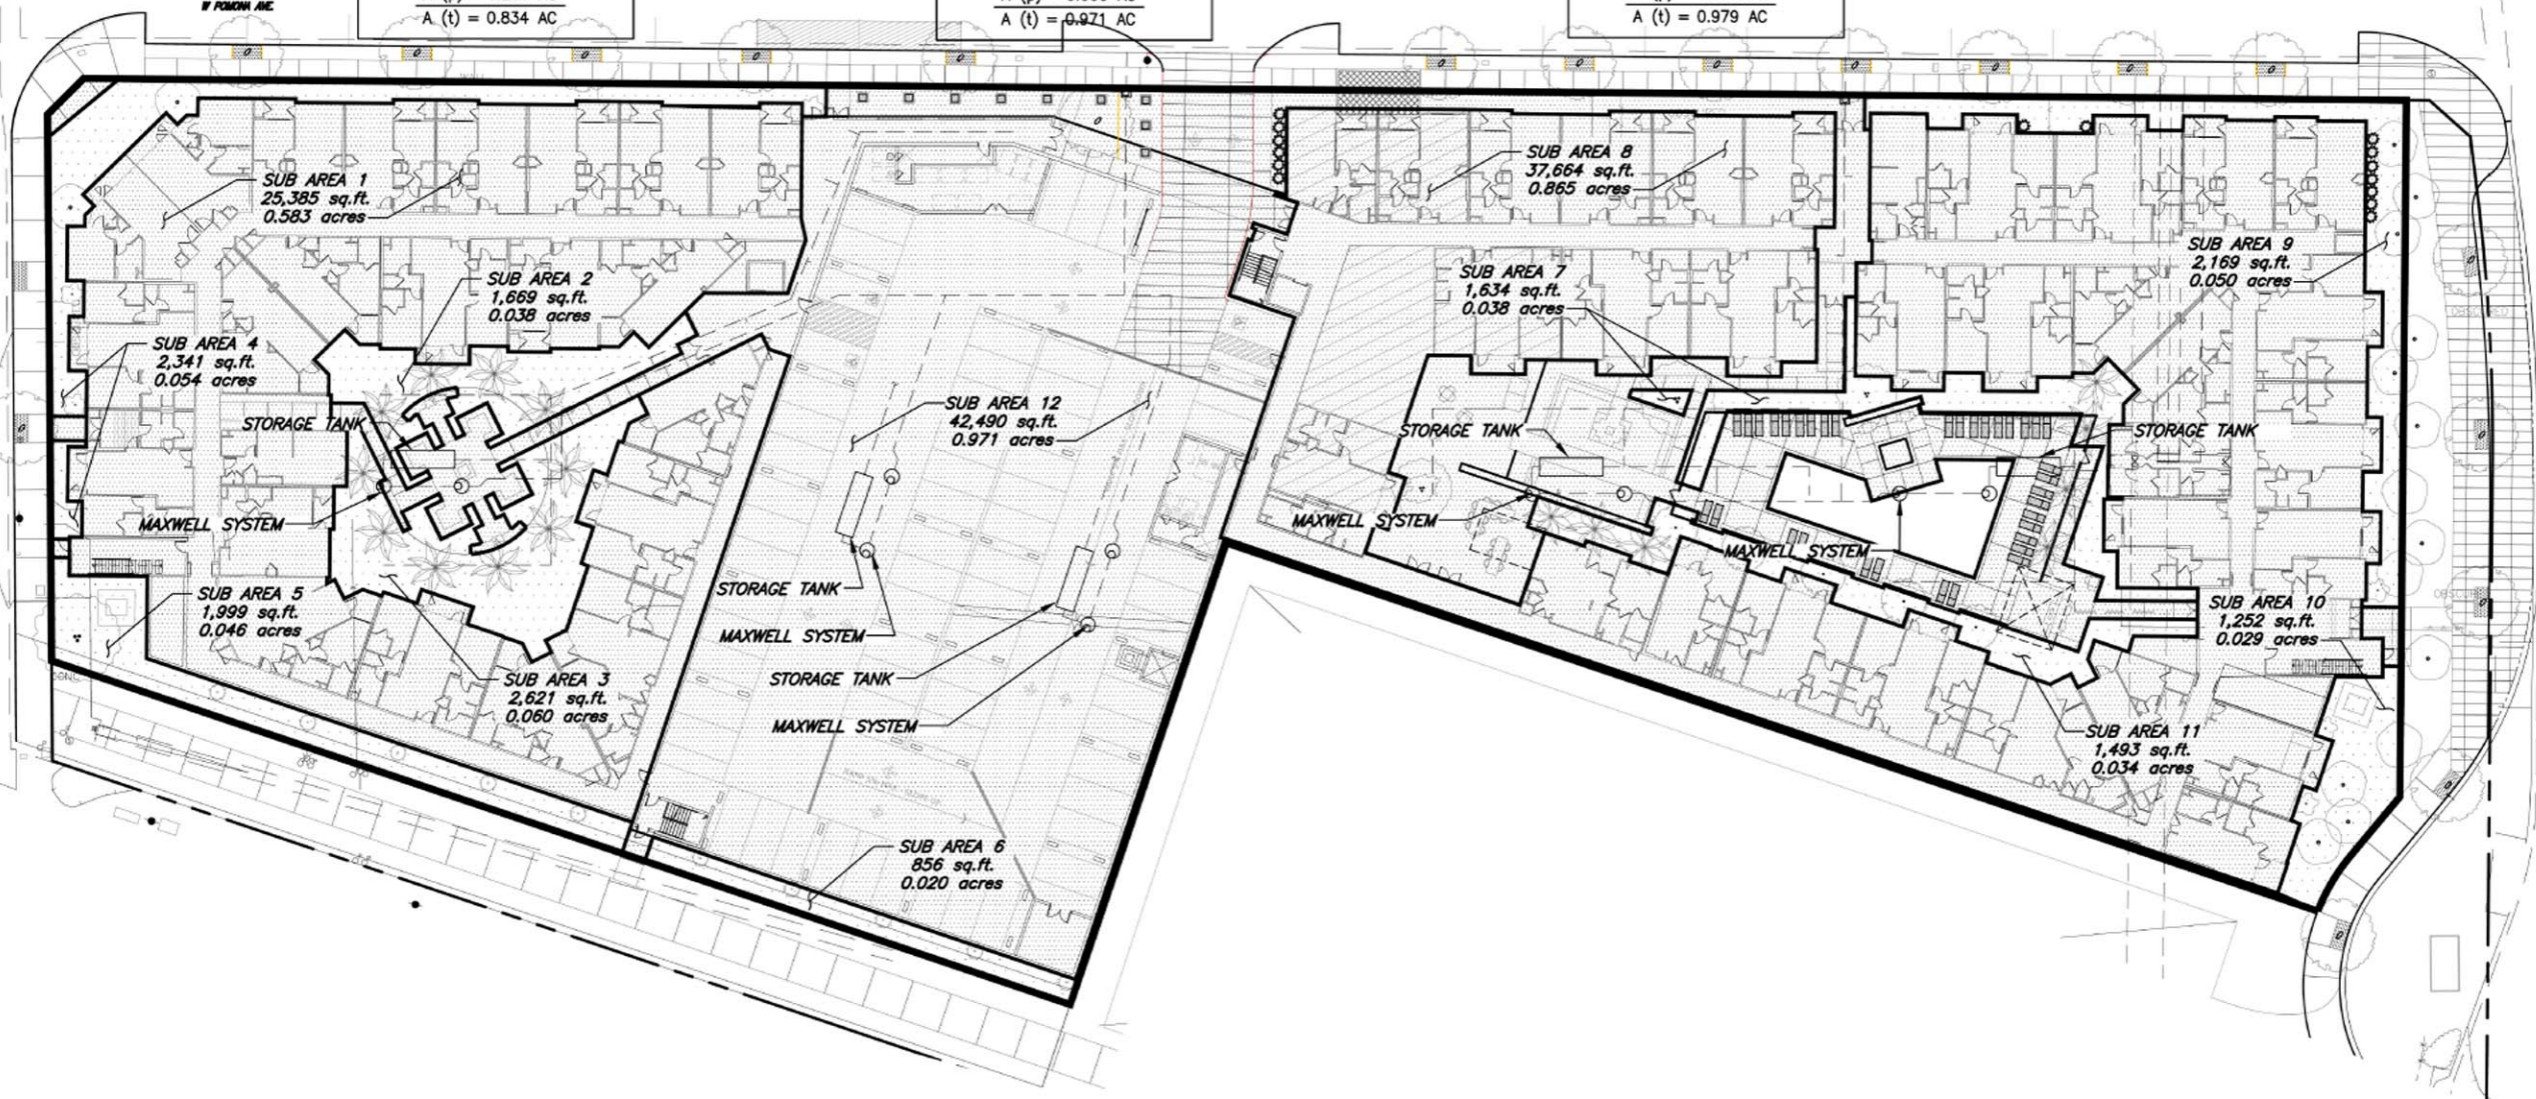 W POMONA AVE.
A (t) = 0.834 AC
A (t) = 0.971 AC
A (t) = 0.979 AC
SUB AREA 1
25,385 sq.ft.
0.583 acres
SUB AREA 2
1,669 sq.ft.
0.038 acres
SUB AREA 4
2,341 sq.ft.
0.054 acres
STORAGE TANK
MAXWELL SYSTEM
SUB AREA 5
1,999 sq.ft.
0.046 acres
SUB AREA 3
2,621 sq.ft.
0.060 acres
SUB AREA 12
42,490 sq.ft.
0.971 acres
STORAGE TANK
MAXWELL SYSTEM
STORAGE TANK
MAXWELL SYSTEM
SUB AREA 6
856 sq.ft.
0.020 acres
SUB AREA 8
37,664 sq.ft.
0.865 acres
SUB AREA 7
1,634 sq.ft.
0.038 acres
STORAGE TANK
MAXWELL SYSTEM
SUB AREA 9
2,169 sq.ft.
0.050 acres
STORAGE TANK
MAXWELL SYSTEM
SUB AREA 10
1,252 sq.ft.
0.029 acres
SUB AREA 11
1,493 sq.ft.
0.034 acres